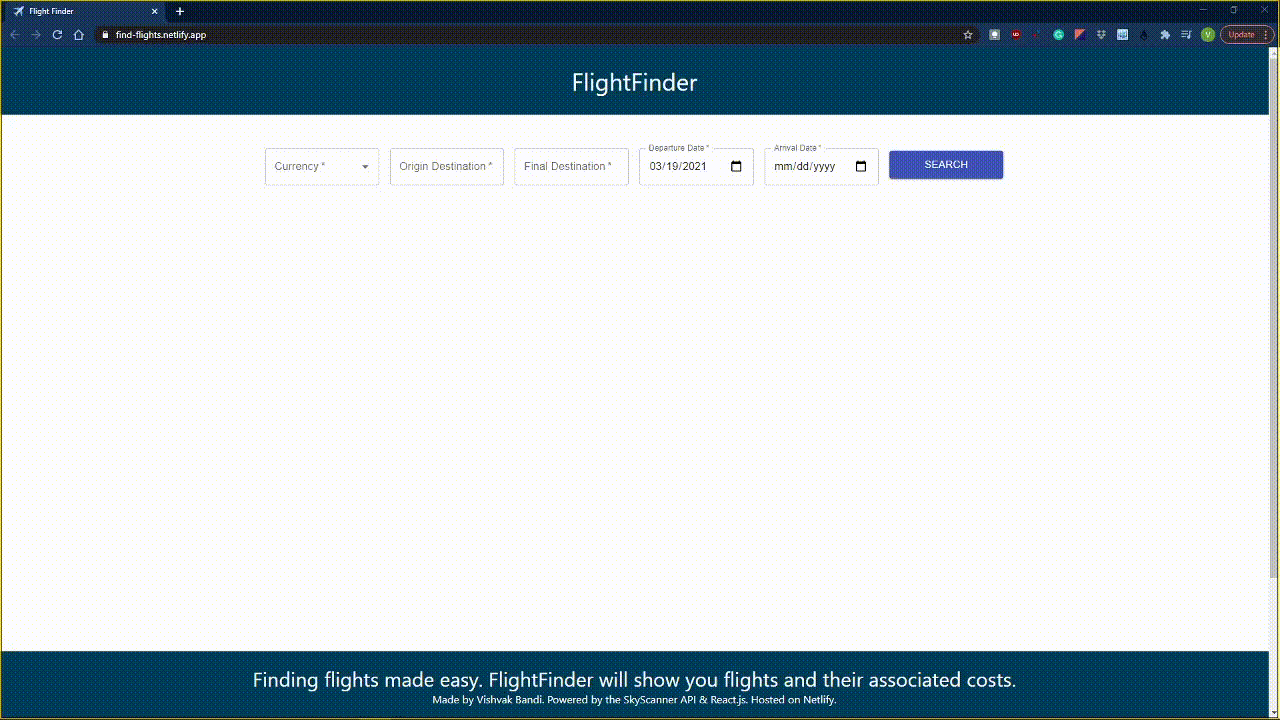 Flight Finder
find-flights.netlify.app
Update
FlightFinder
Currency *
Origin Destination *
Final Destination *
Departure Date *
03/19/2021
Arrival Date *
mm/dd/yyyy
SEARCH
Finding flights made easy. FlightFinder will show you flights and their associated costs.
Made by Vishvak Bandi. Powered by the SkyScanner API & React.js. Hosted on Netlify.